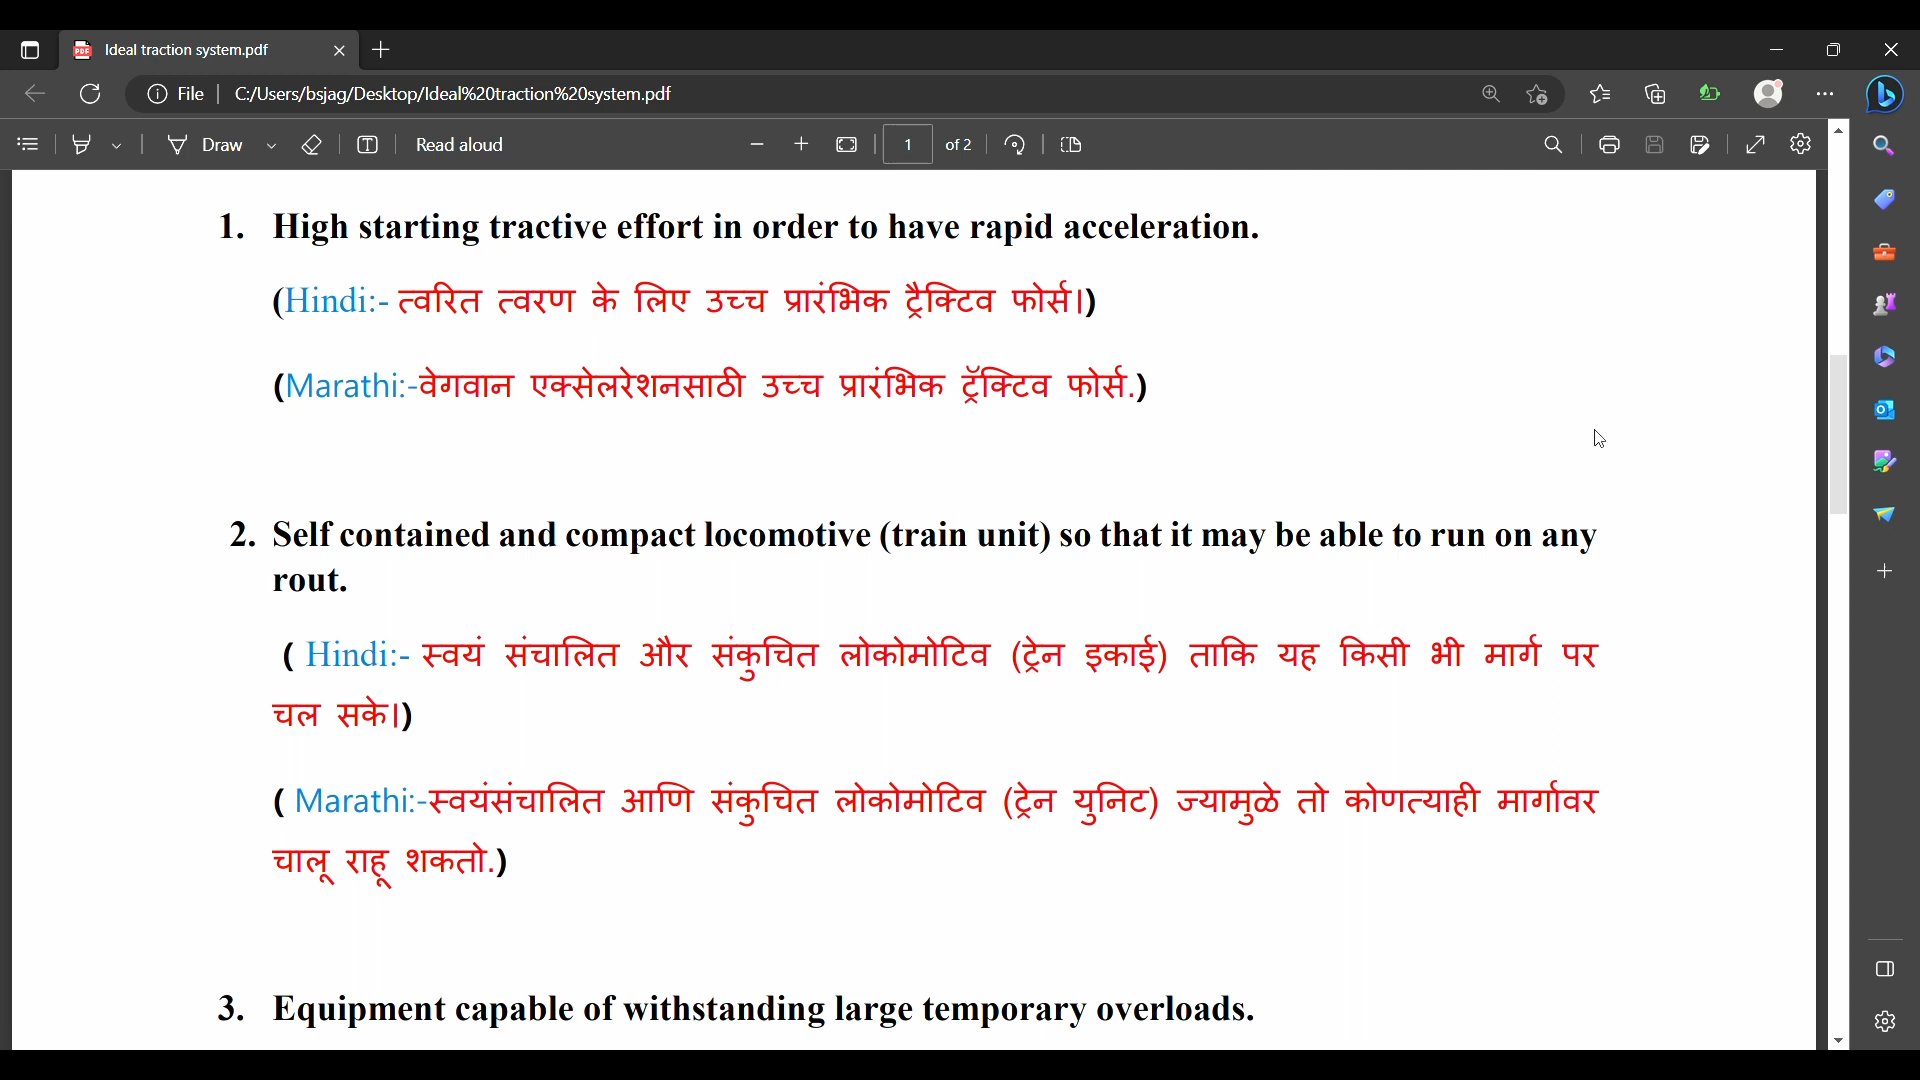 Ideal traction system.pdf
File
C:/Users/bsjag/Desktop/Ideal%20traction%20system.pdf
Draw
Read aloud
1
of 2
1. High starting tractive effort in order to have rapid acceleration.
(Hindi:- त्वरित त्वरण के लिए उच्च प्रारंभिक ट्रैक्टिव फोर्स।)
(Marathi:-वेगवान एक्सेलरेशनसाठी उच्च प्रारंभिक ट्रॅक्टिव फोर्स.)
2. Self contained and compact locomotive (train unit) so that it may be able to run on any
rout.
( Hindi:- स्वयं संचालित और संकुचित लोकोमोटिव (ट्रेन इकाई) ताकि यह किसी भी मार्ग पर
चल सके।)
( Marathi:-स्वयंसंचालित आणि संकुचित लोकोमोटिव (ट्रेन युनिट) ज्यामुळे तो कोणत्याही मार्गावर
चालू राहू शकतो.)
3. Equipment capable of withstanding large temporary overloads.